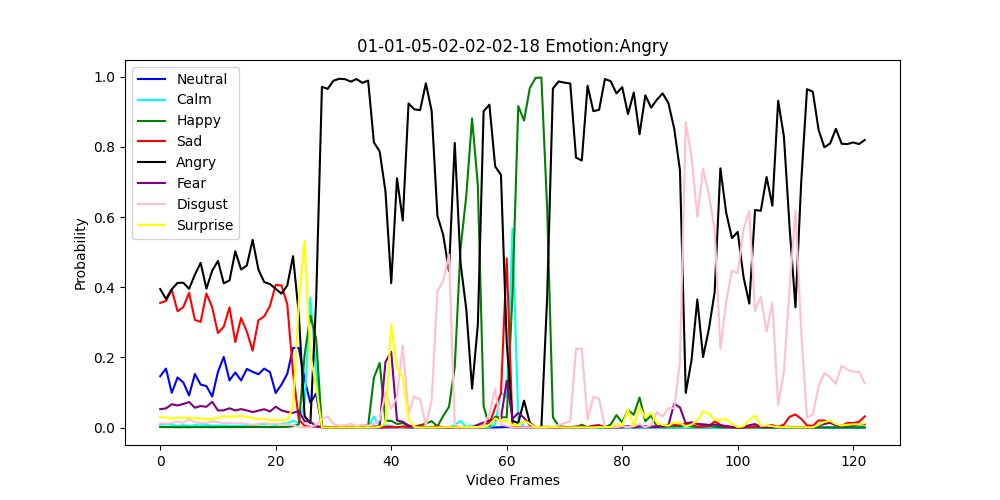 01-01-05-02-02-02-18 Emotion:Angry
1.0
0.8
0.6
0.4
0.2
0.0
Probability
Neutral
Calm
Happy
Sad
Angry
Fear
Disgust
Surprise
0 20 40 60 80 100 120
Video Frames